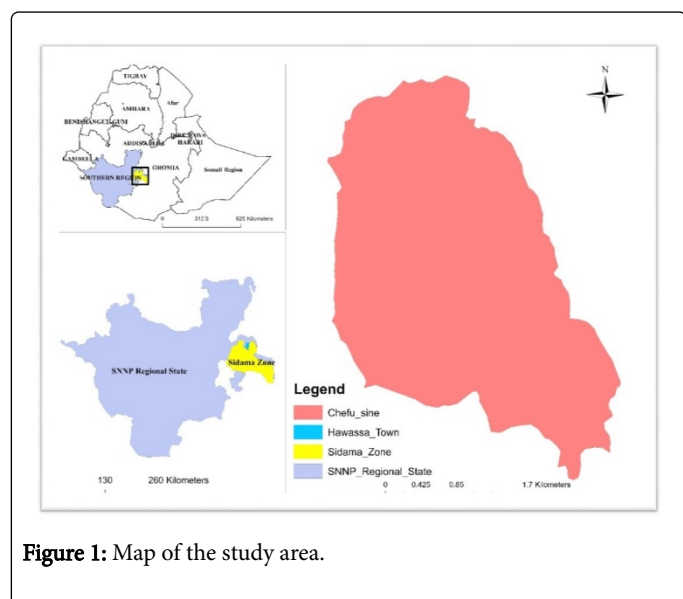 TIGRAY
AMHARA
Afar
BENISHANGUL GUM
ADDIS ABEBA
DIRE DAWA
HARARI
GAMBELLA
SOUTHERN REGION
OROMIA
Somali Region
0 312.5 625 Kilometers
N
SNNP Regional State
Sidama Zone
130 260 Kilometers
Legend
Chefu_sine
Hawassa_Town
Sidama_Zone
SNNP_Regional_State
0 0.425 0.85 1.7 Kilometers
Figure 1: Map of the study area.